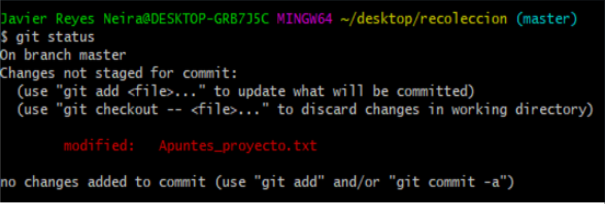 Javier Reyes Neira@DESKTOP-GRB7J5C MINGW64 ~/desktop/recoleccion (master)
$ git status
On branch master
Changes not staged for commit:
  (use "git add <file>..." to update what will be committed)
  (use "git checkout -- <file>..." to discard changes in working directory)
        modified:   Apuntes_proyecto.txt
no changes added to commit (use "git add" and/or "git commit -a")